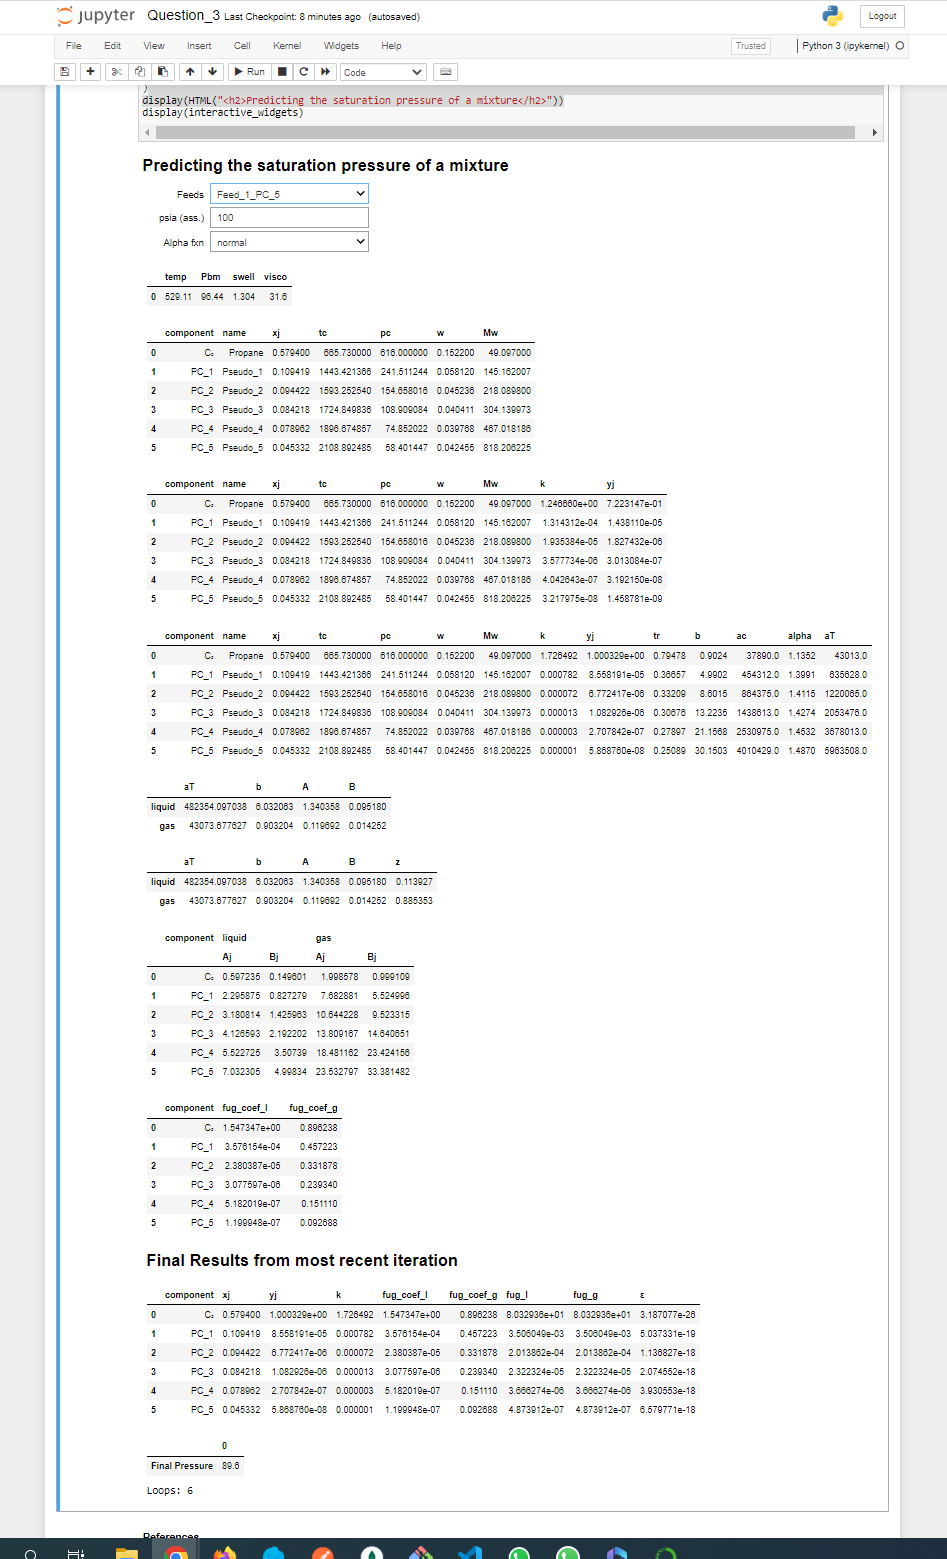 jupyter Question_3 Last Checkpoint: 8 minutes ago (autosaved) Logout
File Edit View Insert Cell Kernel Widgets Help Trusted Python 3 (ipykernel)
Run Code
)
display(HTML("<h2>Predicting the saturation pressure of a mixture</h2>"))
display(interactive_widgets)
Predicting the saturation pressure of a mixture
Feeds Feed_1_PC_5
psia (ass.) 100
Alpha fxn normal
temp Pbm swell visco
0 529.11 96.44 1.304 31.6
component name xj tc pc w Mw
0 C₃ Propane 0.579400 665.730000 616.000000 0.152200 49.097000
1 PC_1 Pseudo_1 0.109419 1443.421366 241.511244 0.058120 145.162007
2 PC_2 Pseudo_2 0.094422 1593.252540 154.658016 0.045236 218.089800
3 PC_3 Pseudo_3 0.084218 1724.849836 108.909084 0.040411 304.139973
4 PC_4 Pseudo_4 0.078962 1896.674857 74.852022 0.039768 467.018186
5 PC_5 Pseudo_5 0.045332 2108.892485 58.401447 0.042455 818.206225
component name xj tc pc w Mw k yj
0 C₃ Propane 0.579400 665.730000 616.000000 0.152200 49.097000 1.246660e+00 7.223147e-01
1 PC_1 Pseudo_1 0.109419 1443.421366 241.511244 0.058120 145.162007 1.314312e-04 1.438110e-05
2 PC_2 Pseudo_2 0.094422 1593.252540 154.658016 0.045236 218.089800 1.935384e-05 1.827432e-06
3 PC_3 Pseudo_3 0.084218 1724.849836 108.909084 0.040411 304.139973 3.577734e-06 3.013084e-07
4 PC_4 Pseudo_4 0.078962 1896.674857 74.852022 0.039768 467.018186 4.042643e-07 3.192150e-08
5 PC_5 Pseudo_5 0.045332 2108.892485 58.401447 0.042455 818.206225 3.217975e-08 1.458781e-09
component name xj tc pc w Mw k yj tr b ac alpha aT
0 C₃ Propane 0.579400 665.730000 616.000000 0.152200 49.097000 1.726492 1.000329e+00 0.79478 0.9024 37890.0 1.1352 43013.0
1 PC_1 Pseudo_1 0.109419 1443.421366 241.511244 0.058120 145.162007 0.000782 8.558191e-05 0.36657 4.9902 454312.0 1.3991 635628.0
2 PC_2 Pseudo_2 0.094422 1593.252540 154.658016 0.045236 218.089800 0.000072 6.772417e-06 0.33209 8.6015 864375.0 1.4115 1220065.0
3 PC_3 Pseudo_3 0.084218 1724.849836 108.909084 0.040411 304.139973 0.000013 1.082926e-06 0.30676 13.2235 1438613.0 1.4274 2053476.0
4 PC_4 Pseudo_4 0.078962 1896.674857 74.852022 0.039768 467.018186 0.000003 2.707842e-07 0.27897 21.1568 2530975.0 1.4532 3678013.0
5 PC_5 Pseudo_5 0.045332 2108.892485 58.401447 0.042455 818.206225 0.000001 5.868760e-08 0.25089 30.1503 4010429.0 1.4870 5963508.0
aT b A B
liquid 482354.097038 6.032063 1.340358 0.095180
gas 43073.677627 0.903204 0.119692 0.014252
aT b A B z
liquid 482354.097038 6.032063 1.340358 0.095180 0.113927
gas 43073.677627 0.903204 0.119692 0.014252 0.885353
component liquid gas
Aj Bj Aj Bj
0 C₃ 0.597235 0.149601 1.998578 0.999109
1 PC_1 2.295875 0.827279 7.682881 5.524996
2 PC_2 3.180814 1.425963 10.644228 9.523315
3 PC_3 4.126593 2.192202 13.809167 14.640651
4 PC_4 5.522725 3.50739 18.481162 23.424156
5 PC_5 7.032305 4.99834 23.532797 33.381482
component fug_coef_l fug_coef_g
0 C₃ 1.547347e+00 0.896238
1 PC_1 3.576154e-04 0.457223
2 PC_2 2.380387e-05 0.331878
3 PC_3 3.077597e-06 0.239340
4 PC_4 5.182019e-07 0.151110
5 PC_5 1.199948e-07 0.092688
Final Results from most recent iteration
component xj yj k fug_coef_l fug_coef_g fug_l fug_g ε
0 C₃ 0.579400 1.000329e+00 1.726492 1.547347e+00 0.896238 8.032936e+01 8.032936e+01 3.187077e-26
1 PC_1 0.109419 8.558191e-05 0.000782 3.576154e-04 0.457223 3.506049e-03 3.506049e-03 5.037331e-19
2 PC_2 0.094422 6.772417e-06 0.000072 2.380387e-05 0.331878 2.013862e-04 2.013862e-04 1.136827e-18
3 PC_3 0.084218 1.082926e-06 0.000013 3.077597e-06 0.239340 2.322324e-05 2.322324e-05 2.074552e-18
4 PC_4 0.078962 2.707842e-07 0.000003 5.182019e-07 0.151110 3.666274e-06 3.666274e-06 3.930553e-18
5 PC_5 0.045332 5.868760e-08 0.000001 1.199948e-07 0.092688 4.873912e-07 4.873912e-07 6.579771e-18
0
Final Pressure 89.6
Loops: 6
References